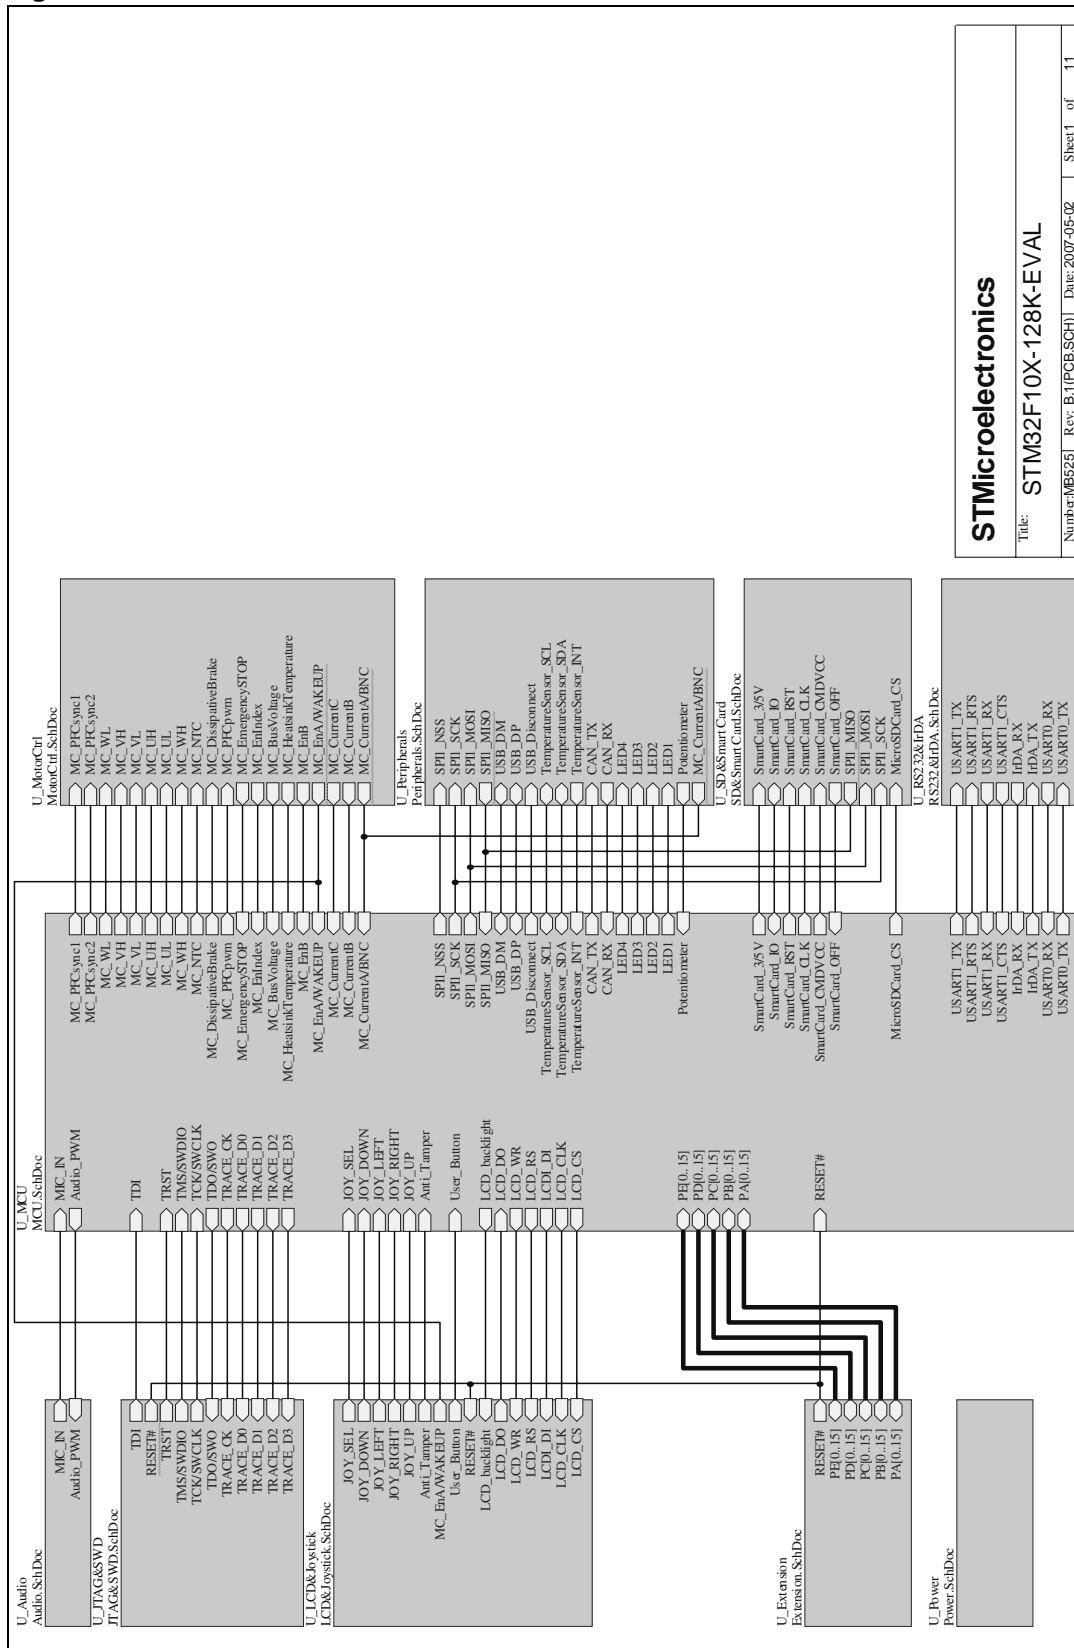 U_Audio
Audio.SchDoc
MIC_IN
Audio_PWM
U_JTAG&SWD
JTAG&SWD.SchDoc
TDI
RESET#
TRST
TMS/SWDIO
TCK/SWCLK
TDO/SWO
TRACE_CK
TRACE_D0
TRACE_D1
TRACE_D2
TRACE_D3
U_LCD&Joystick
LCD&Joystick.SchDoc
JOY_SEL
JOY_DOWN
JOY_LEFT
JOY_RIGHT
JOY_UP
Anti_Tamper
MC_EnA/WAKEUP
User_Button
RESET#
LCD_backlight
LCD_DO
LCD_WR
LCD_RS
LCDI_DI
LCD_CLK
LCD_CS
U_Extension
Extension.SchDoc
RESET#
PE[0..15]
PD[0..15]
PC[0..15]
PB[0..15]
PA[0..15]
U_Power
Power.SchDoc
U_MCU
MCU.SchDoc
MIC_IN
Audio_PWM
TDI
TRST
TMS/SWDIO
TCK/SWCLK
TDO/SWO
TRACE_CK
TRACE_D0
TRACE_D1
TRACE_D2
TRACE_D3
JOY_SEL
JOY_DOWN
JOY_LEFT
JOY_RIGHT
JOY_UP
Anti_Tamper
User_Button
LCD_backlight
LCD_DO
LCD_WR
LCD_RS
LCDI_DI
LCD_CLK
LCD_CS
PE[0..15]
PD[0..15]
PC[0..15]
PB[0..15]
PA[0..15]
RESET#
MC_PFCsync1
MC_PFCsync2
MC_WL
MC_VH
MC_VL
MC_UH
MC_UL
MC_WH
MC_NTC
MC_DissipativeBrake
MC_PFCpwm
MC_EmergencySTOP
MC_EnIndex
MC_BusVoltage
MC_HeatsinkTemperature
MC_EnB
MC_EnA/WAKEUP
MC_CurrentC
MC_CurrentB
MC_CurrentA/BNC
SPI1_NSS
SPI1_SCK
SPI1_MOSI
SPI1_MISO
USB_DM
USB_DP
USB_Disconnect
TemperatureSensor_SCL
TemperatureSensor_SDA
TemperatureSensor_INT
CAN_TX
CAN_RX
LED4
LED3
LED2
LED1
Potentiometer
SmartCard_3/5V
SmartCard_IO
SmartCard_RST
SmartCard_CLK
SmartCard_CMDVCC
SmartCard_OFF
MicroSDCard_CS
USART1_TX
USART1_RTS
USART1_RX
USART1_CTS
IrDA_RX
IrDA_TX
USART0_RX
USART0_TX
U_MotorCtrl
MotorCtrl.SchDoc
MC_PFCsync1
MC_PFCsync2
MC_WL
MC_VH
MC_VL
MC_UH
MC_UL
MC_WH
MC_NTC
MC_DissipativeBrake
MC_PFCpwm
MC_EmergencySTOP
MC_EnIndex
MC_BusVoltage
MC_HeatsinkTemperature
MC_EnB
MC_EnA/WAKEUP
MC_CurrentC
MC_CurrentB
MC_CurrentA/BNC
U_Peripherals
Peripherals.SchDoc
SPI1_NSS
SPI1_SCK
SPI1_MOSI
SPI1_MISO
USB_DM
USB_DP
USB_Disconnect
TemperatureSensor_SCL
TemperatureSensor_SDA
TemperatureSensor_INT
CAN_TX
CAN_RX
LED4
LED3
LED2
LED1
Potentiometer
MC_CurrentA/BNC
U_SD&Smart Card
SD&Smart Card.SchDoc
SmartCard_3/5V
SmartCard_IO
SmartCard_RST
SmartCard_CLK
SmartCard_CMDVCC
SmartCard_OFF
SPI1_MISO
SPI1_MOSI
SPI1_SCK
MicroSDCard_CS
U_RS232&IrDA
RS232&IrDA.SchDoc
USART1_TX
USART1_RTS
USART1_RX
USART1_CTS
IrDA_RX
IrDA_TX
USART0_RX
USART0_TX
STMicroelectronics
Title: STM32F10X-128K-EVAL
Number:MB525 Rev: B.1(PCB.SCH) Date: 2007-05-02 Sheet 1 of 11